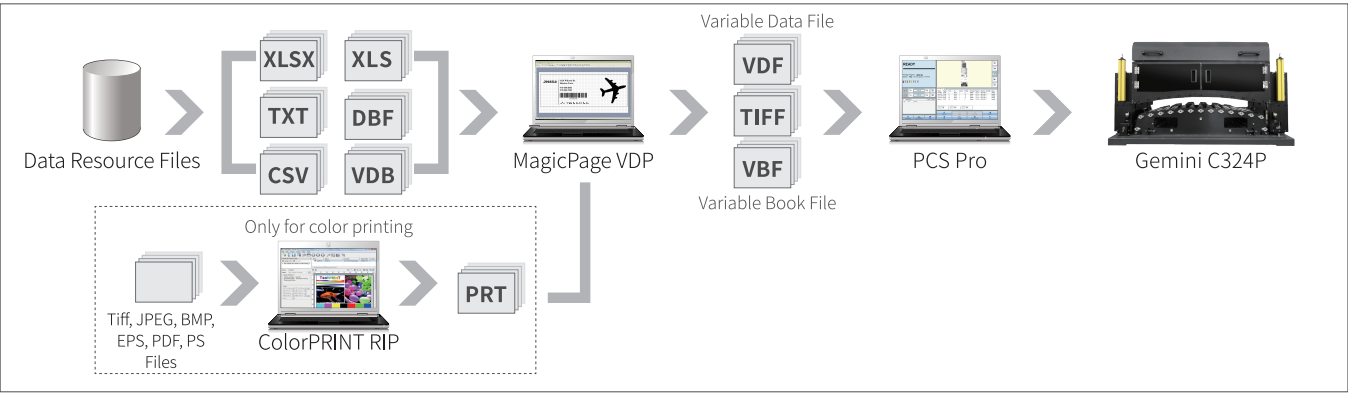 Variable Data File
XLSX XLS
TXT DBF
CSV VDB
VDF
TIFF
VBF
READY
Data Resource Files
MagicPage VDP
PCS Pro
Gemini C324P
Variable Book File
Only for color printing
PRT
Tiff, JPEG, BMP,
EPS, PDF, PS
Files
ColorPRINT RIP